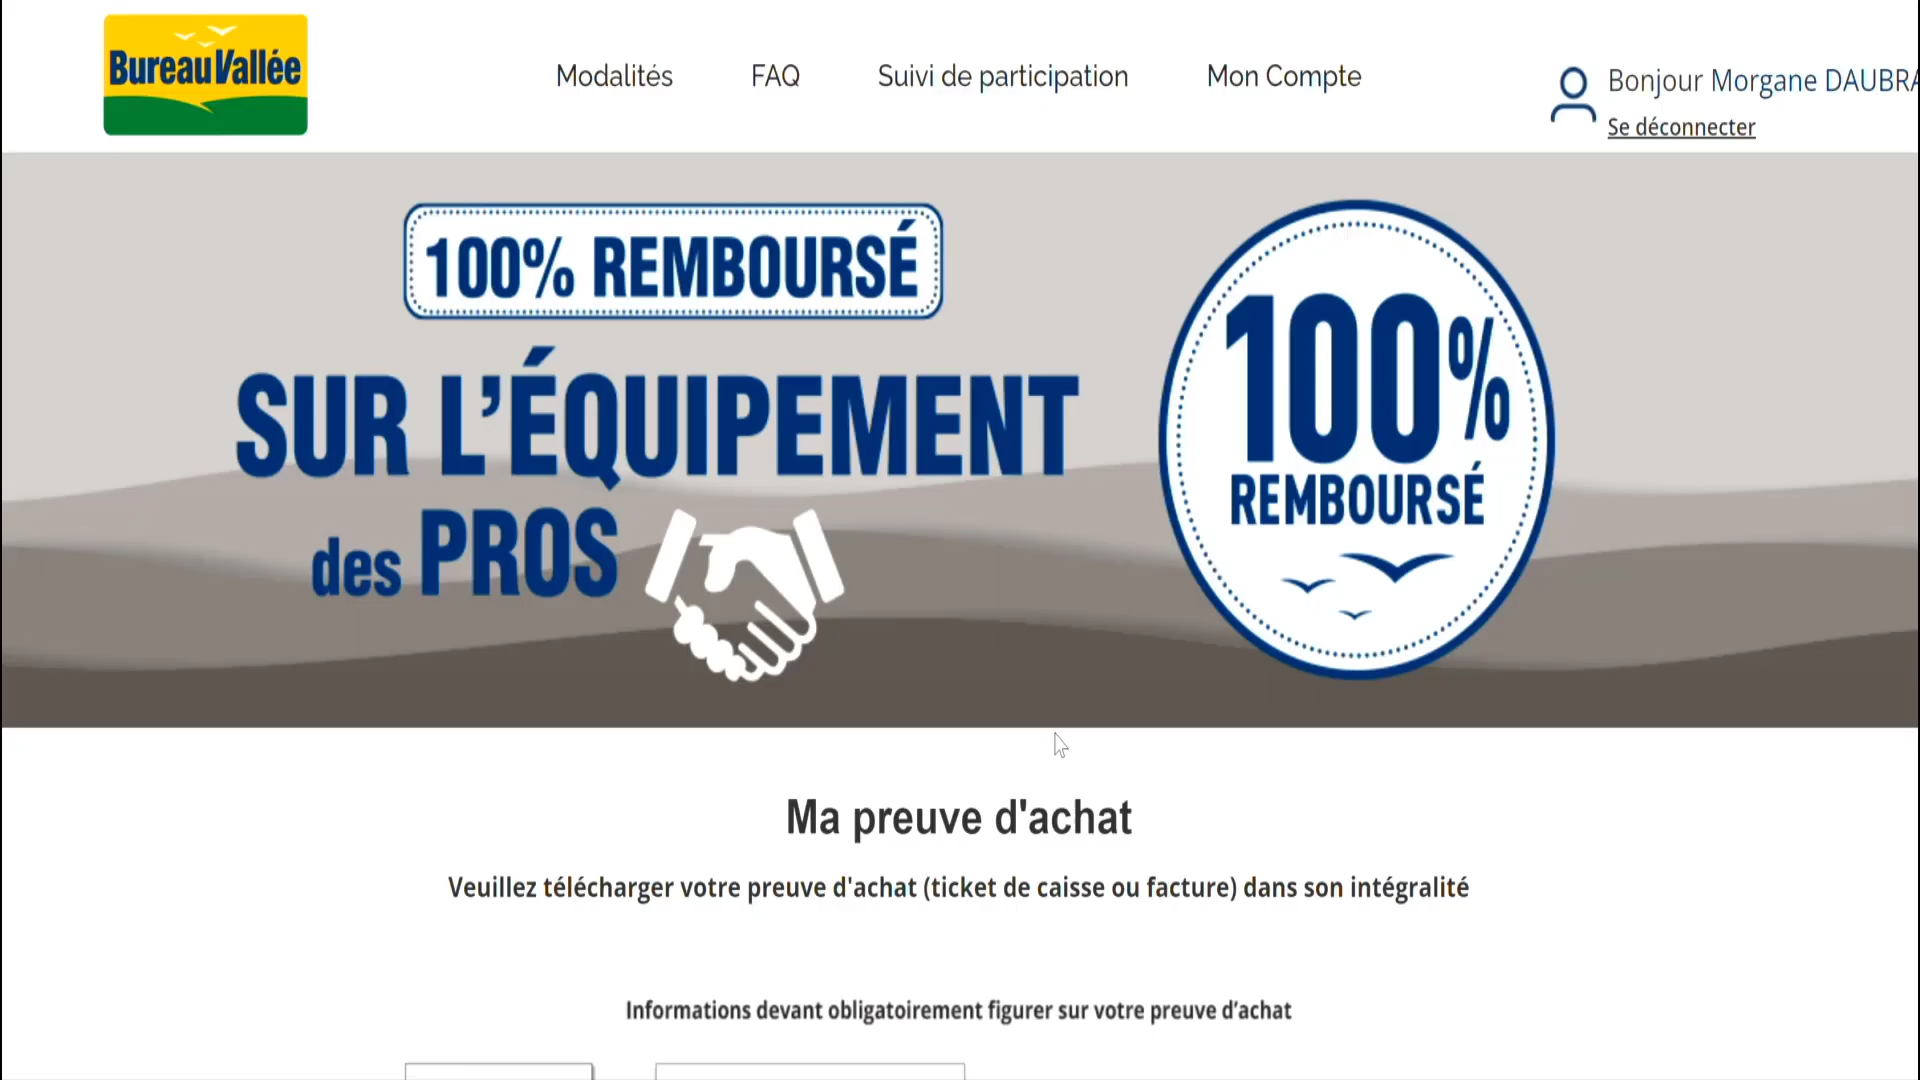 BureauVallée
Modalités
FAQ
Suivi de participation
Mon Compte
Bonjour Morgane
Se déconnecter
100% REMBOURSÉ
SUR L'ÉQUIPEMENT
des PROS
100%
REMBOURSÉ
Ma preuve d'achat
Veuillez télécharger votre preuve d'achat (ticket de caisse ou facture) dans son intégralité
Informations devant obligatoirement figurer sur votre preuve d’achat